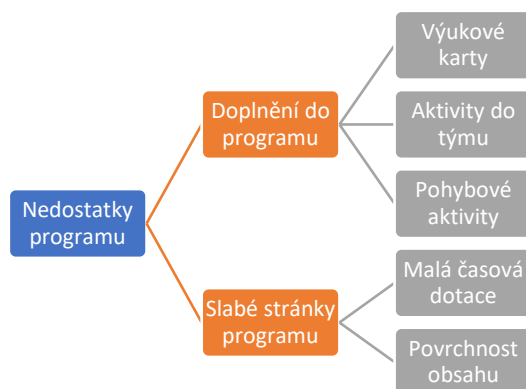 Nedostatky
programu
Doplnění do
programu
Výukové
karty
Aktivity do
týmu
Pohybové
aktivity
Slabé stránky
programu
Malá časová
dotace
Povrchnost
obsahu